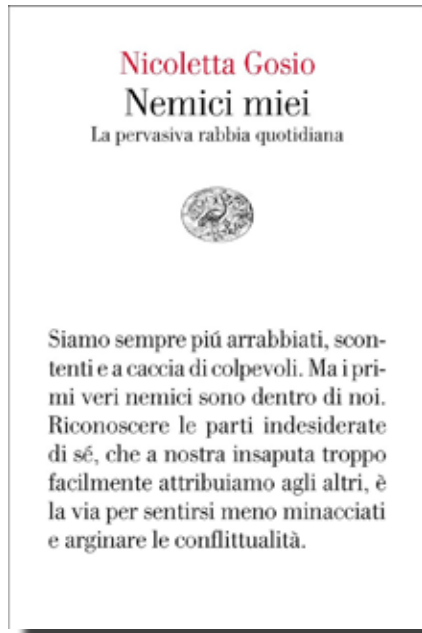 Nicoletta Gosio
Nemici miei
La pervasiva rabbia quotidiana
Siamo sempre piú arrabbiati, scon-
tenti e a caccia di colpevoli. Ma i pri-
mi veri nemici sono dentro di noi.
Riconoscere le parti indesiderate
di sé, che a nostra insaputa troppo
facilmente attribuiamo agli altri, è
la via per sentirsi meno minacciati
e arginare le conflittualità.